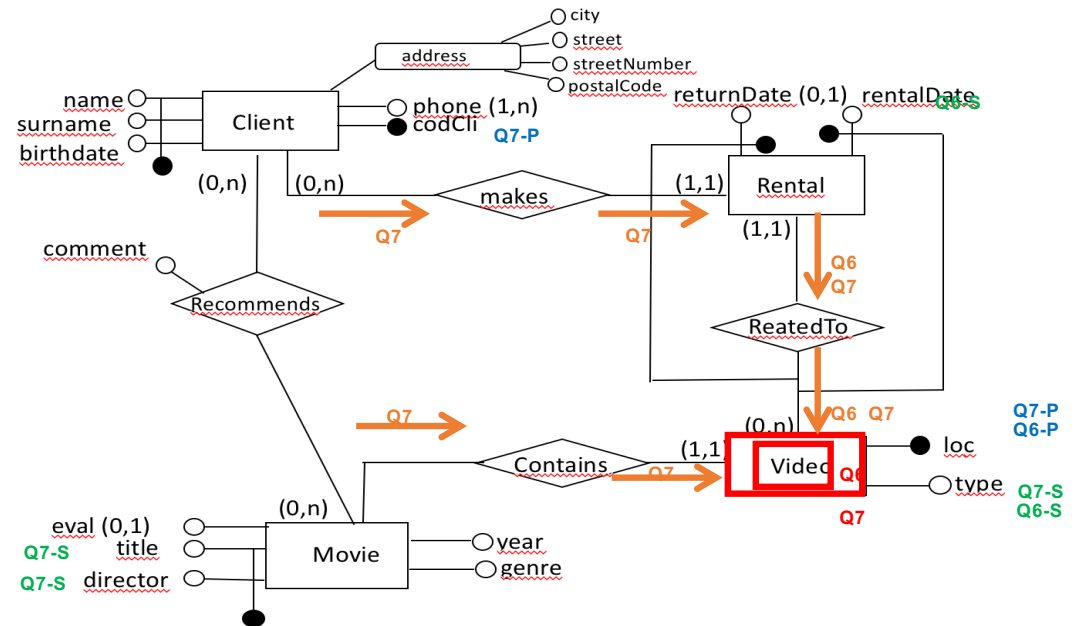 city
address
street
streetNumber
postalCode
name
surname
birthdate
Client
phone (1,n)
codCli
Q7-P
returnDate (0,1)
rentalDate
Q6-S
(0,n)
(0,n)
makes
(1,1)
Rental
Q7
Q7
(1,1)
comment
Recommends
Q6
Q7
ReatedTo
Q7
Q6 Q7
(0,n)
Q7-P
Q6-P
Contains
(1,1)
Q7
Video
Q6
loc
type
Q7-S
Q6-S
Q7
(0,n)
eval (0,1)
Q7-S
title
Q7-S
director
Movie
year
genre